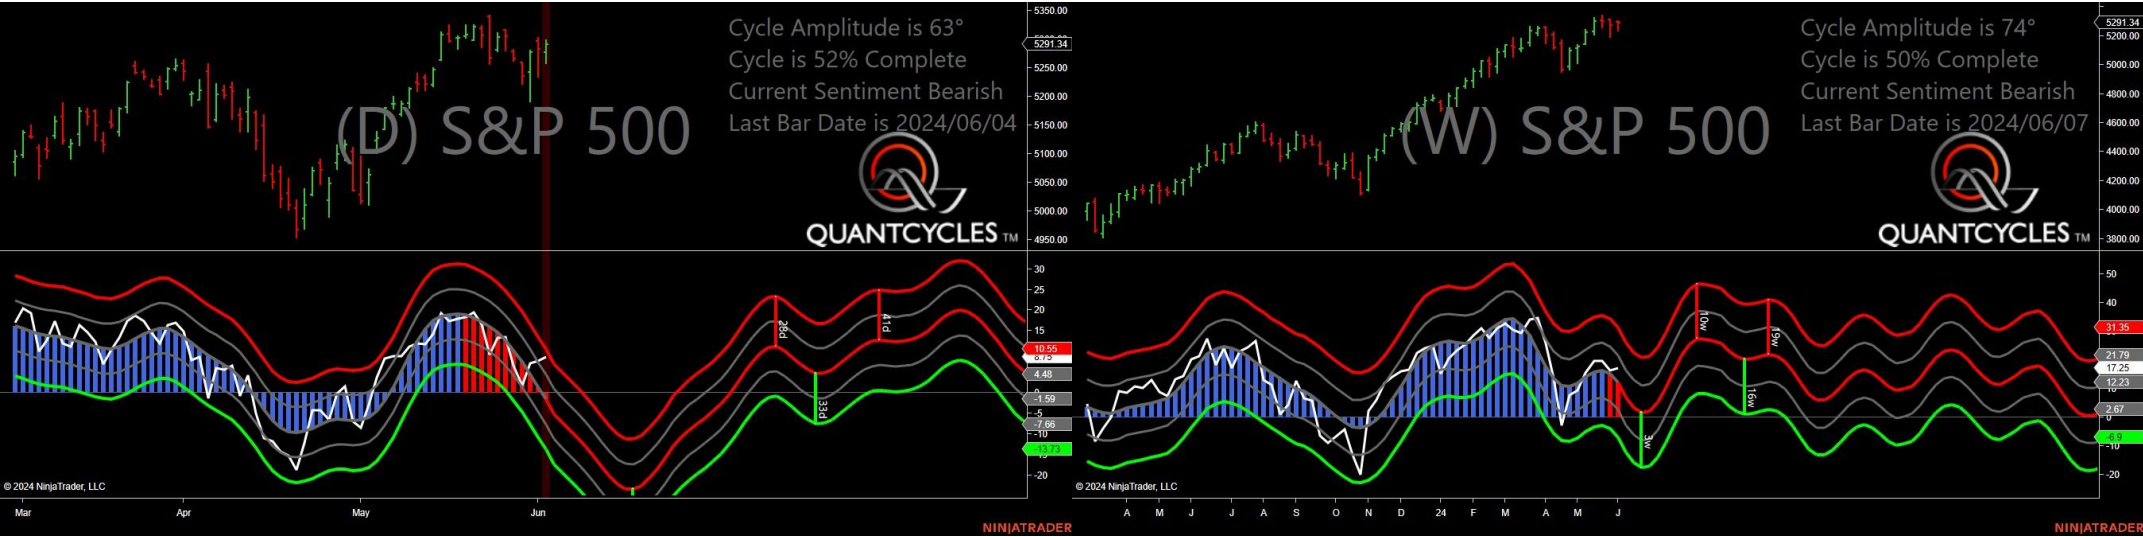 Cycle Amplitude is 63°
Cycle is 52% Complete
Current Sentiment Bearish
Last Bar Date is 2024/06/04
(D) S&P 500
QUANTCYCLES TM
5350.00
5291.34
5250.00
5200.00
5150.00
5100.00
5050.00
5000.00
4950.00
30
25
20
15
10.55
8.75
4.48
0
-1.59
-5
-7.66
-10
-13.73
-20
28d
41d
33d
© 2024 NinjaTrader, LLC
Mar Apr May Jun
NINJATRADER
Cycle Amplitude is 74°
Cycle is 50% Complete
Current Sentiment Bearish
Last Bar Date is 2024/06/07
(W) S&P 500
QUANTCYCLES TM
5291.34
5200.00
5000.00
4800.00
4600.00
4400.00
4200.00
4000.00
3800.00
50
40
31.35
21.79
17.25
12.23
2.67
0
-6.9
-10
-20
10w
19w
16w
3w
© 2024 NinjaTrader, LLC
A M J J A S O N D 24 F M A M J
NINJATRADER